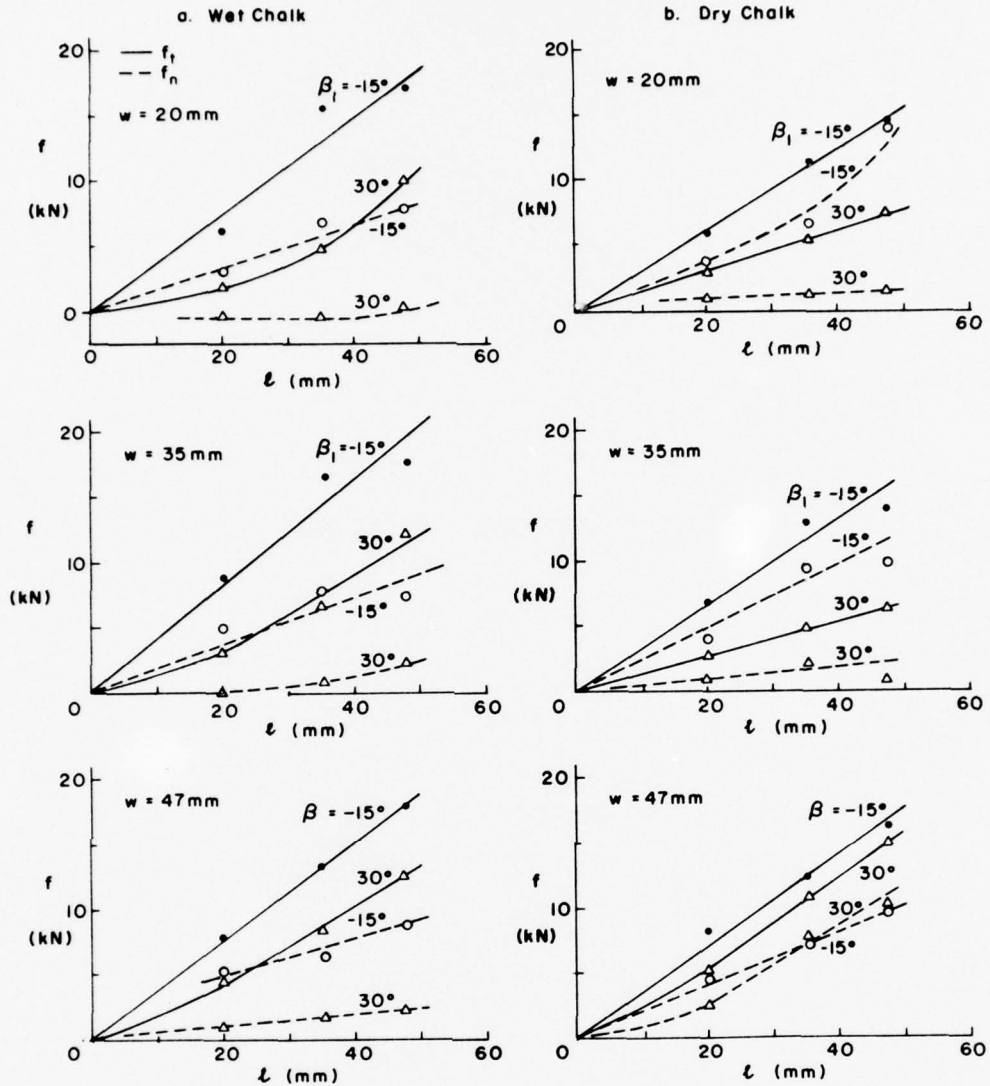 a. Wet Chalk
20
10
0
f
(kN)
— fₜ
-- fₙ
w = 20mm
β₁ = -15°
30°
-15°
30°
0 20 40 60
ℓ (mm)
b. Dry Chalk
20
10
0
f
(kN)
w = 20mm
β₁ = -15°
-15°
30°
30°
20 40 60
ℓ (mm)
20
10
0
f
(kN)
w = 35mm
β₁ = -15°
30°
-15°
30°
20 40 60
ℓ (mm)
20
10
0
f
(kN)
w = 35mm
β₁ = -15°
-15°
30°
30°
20 40 60
ℓ (mm)
20
10
0
f
(kN)
w = 47mm
β = -15°
30°
-15°
30°
20 40 60
ℓ (mm)
20
10
0
f
(kN)
w = 47mm
β = -15°
30°
30°
-15°
20 40 60
ℓ (mm)